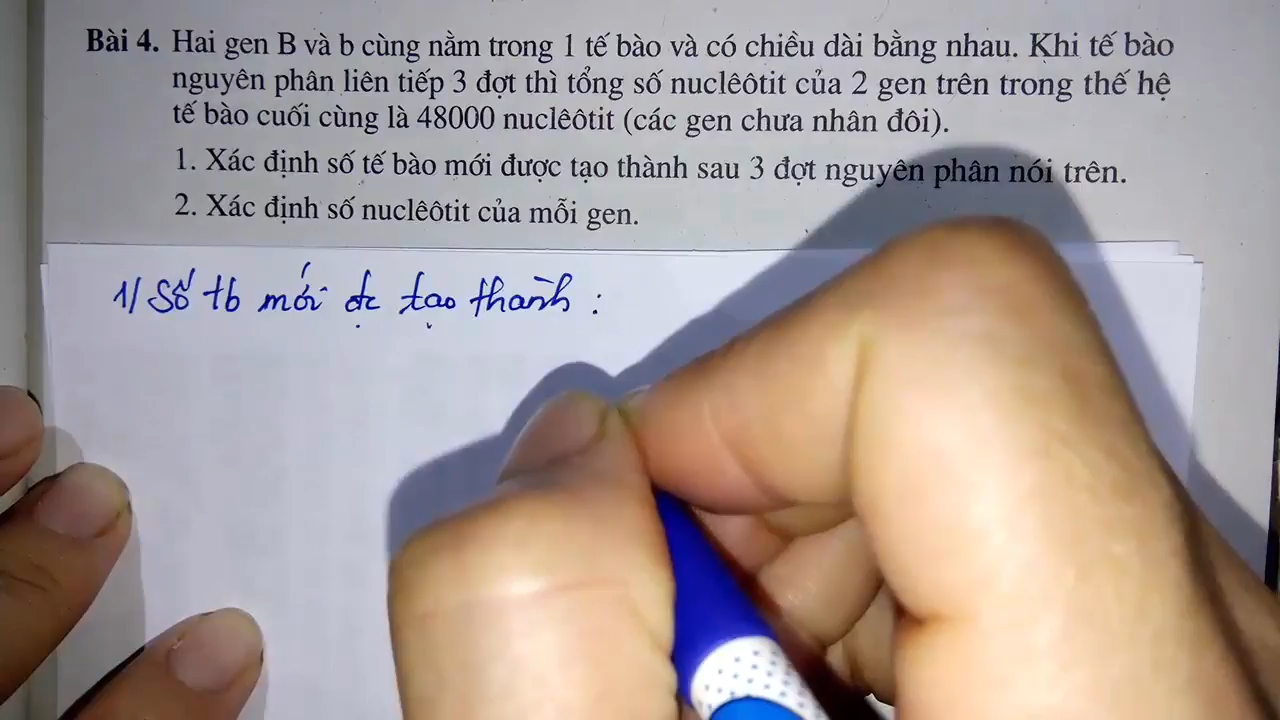 Bài 4. Hai gen B và b cùng nằm trong 1 tế bào và có chiều dài bằng nhau. Khi tế bào
nguyên phân liên tiếp 3 đợt thì tổng số nuclêôtit của 2 gen trên trong thế hệ
tế bào cuối cùng là 48000 nuclêôtit (các gen chưa nhân đôi).
1. Xác định số tế bào mới được tạo thành sau 3 đợt nguyên phân nói trên.
2. Xác định số nuclêôtit của mỗi gen.
1/ Số tb mới đc tạo thành :